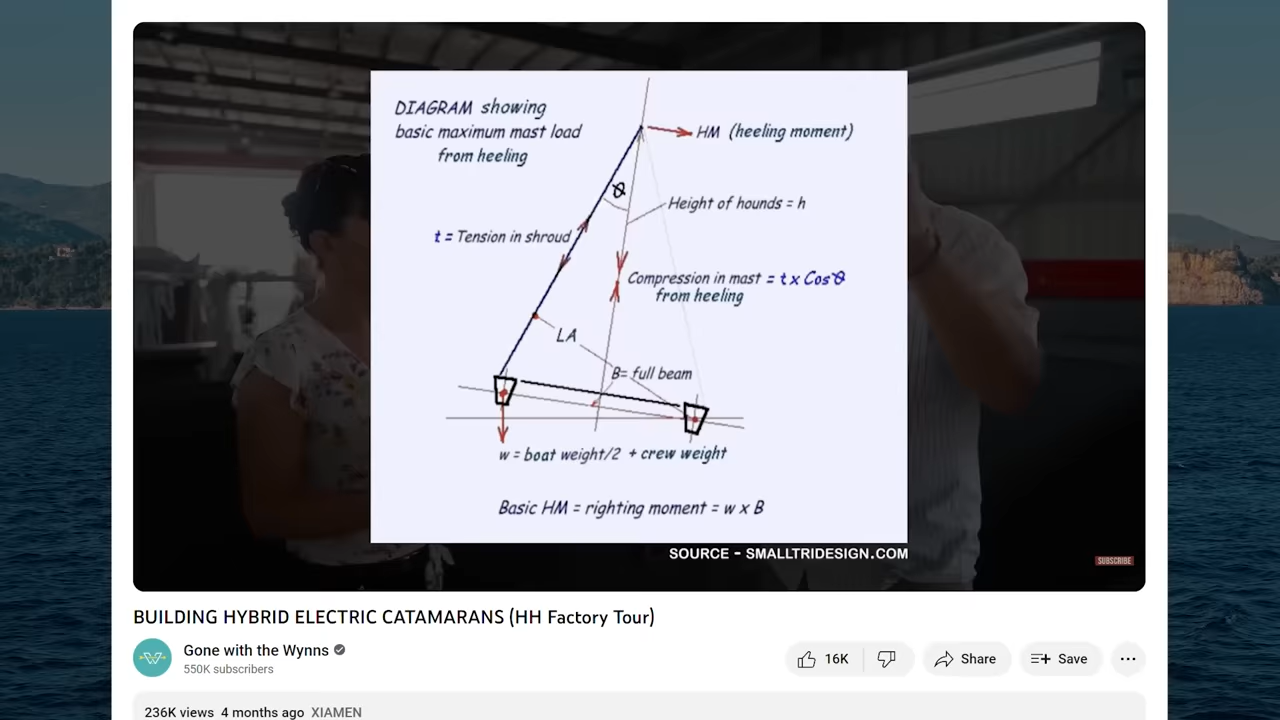 DIAGRAM showing
basic maximum mast load
from heeling
HM (heeling moment)
θ
Height of hounds = h
t = Tension in shroud
Compression in mast = t x Cosθ
from heeling
LA
B= full beam
w = boat weight/2 + crew weight
Basic HM = righting moment = w x B
SOURCE - SMALLTRIDESIGN.COM
SUBSCRIBE
BUILDING HYBRID ELECTRIC CATAMARANS (HH Factory Tour)
Gone with the Wynns
550K subscribers
16K
Share
Save
236K views 4 months ago XIAMEN